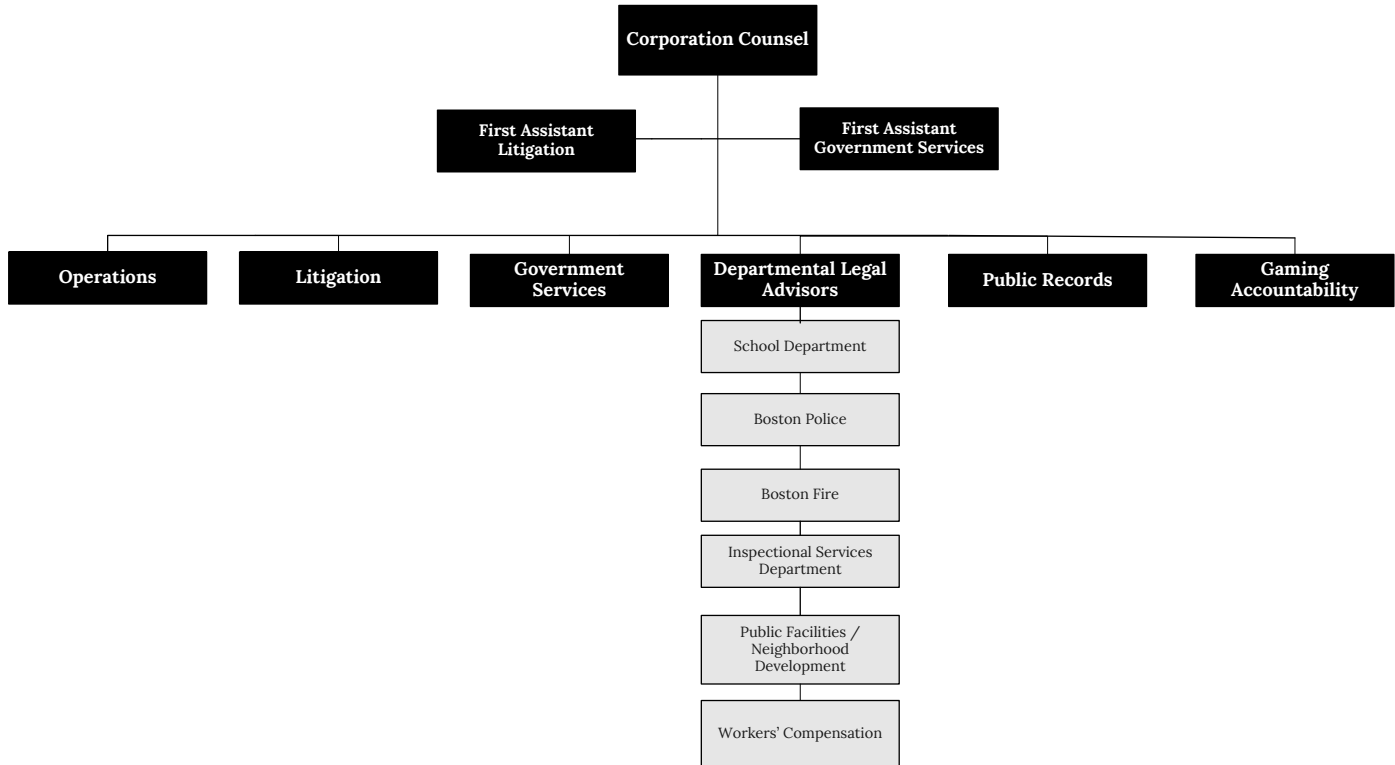 Corporation Counsel
First Assistant
Litigation
First Assistant
Government Services
Operations
Litigation
Government
Services
Departmental Legal
Advisors
Public Records
Gaming
Accountability
School Department
Boston Police
Boston Fire
Inspectional Services
Department
Public Facilities /
Neighborhood
Development
Workers’ Compensation